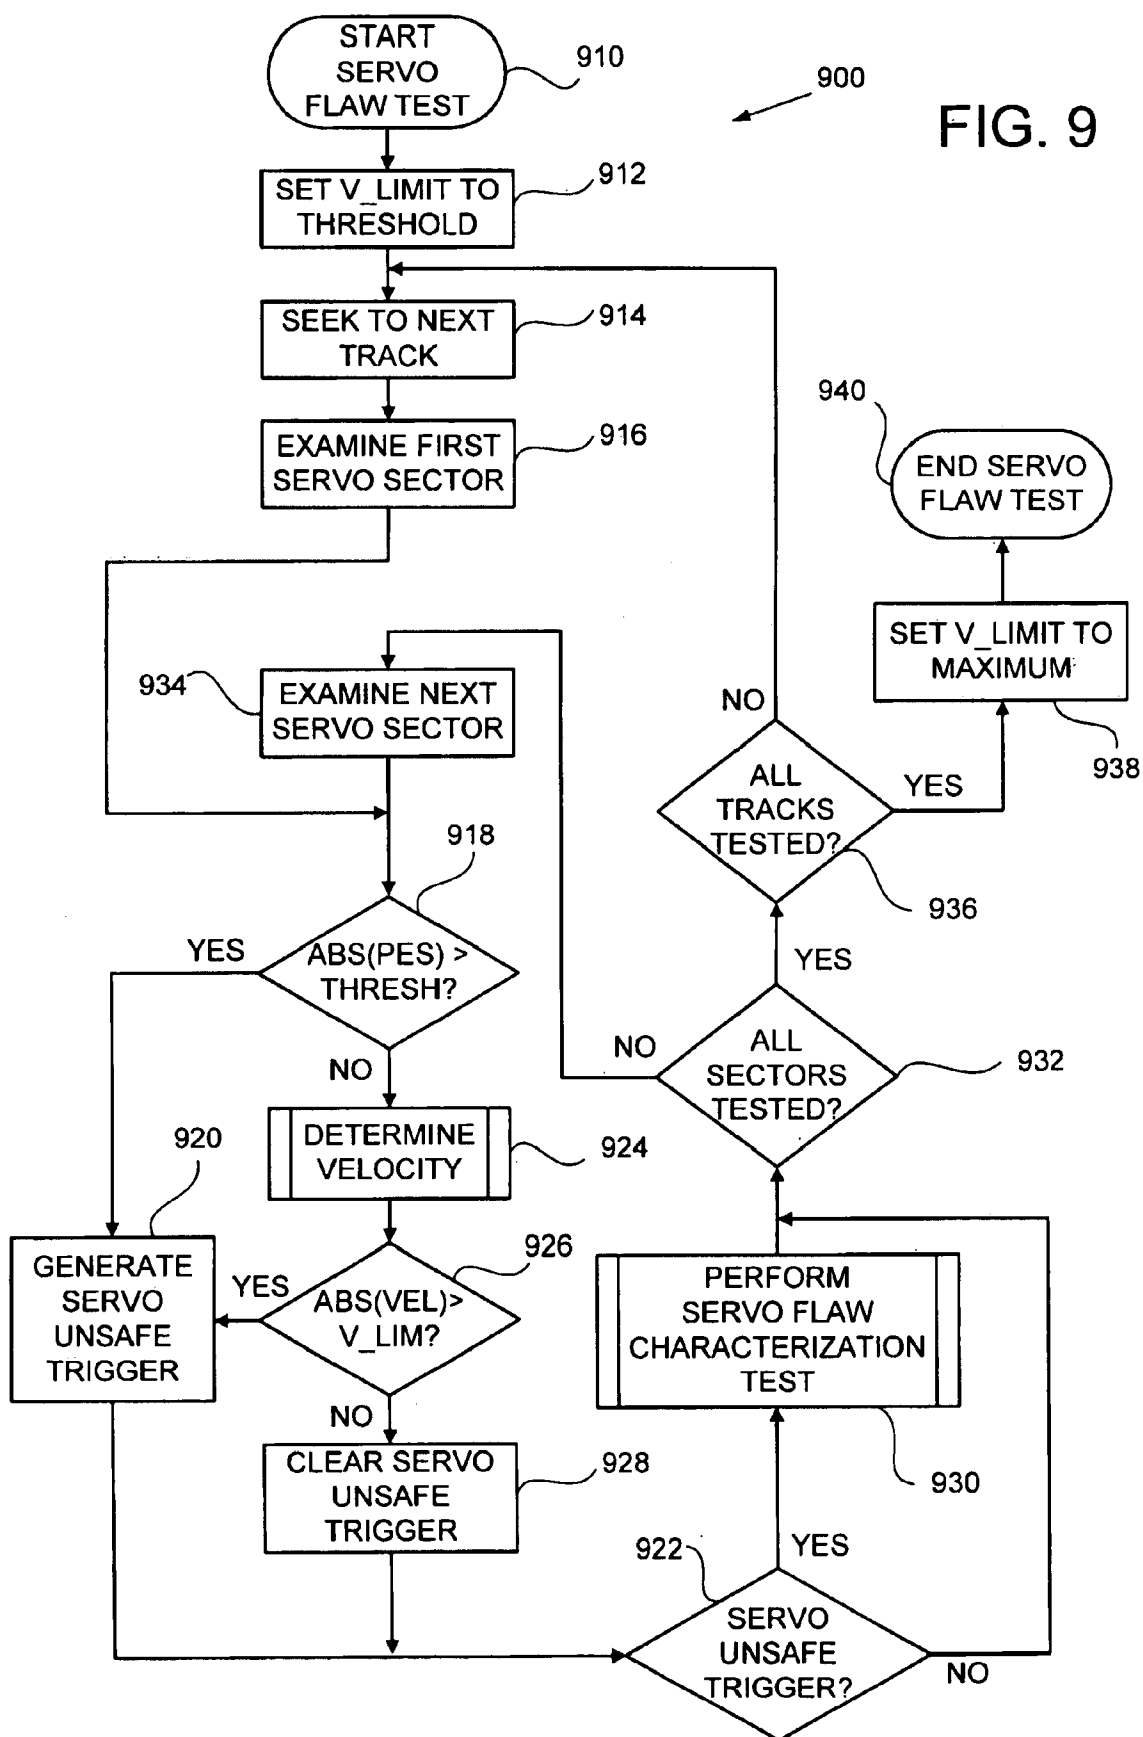 START
SERVO
FLAW TEST
910
900
FIG. 9
SET V_LIMIT TO
THRESHOLD
912
SEEK TO NEXT
TRACK
914
EXAMINE FIRST
SERVO SECTOR
916
940
END SERVO
FLAW TEST
SET V_LIMIT TO
MAXIMUM
938
934
EXAMINE NEXT
SERVO SECTOR
NO
ALL
TRACKS
TESTED?
YES
936
918
YES
ABS(PES) >
THRESH?
NO
YES
NO
ALL
SECTORS
TESTED?
932
920
DETERMINE
VELOCITY
924
GENERATE
SERVO
UNSAFE
TRIGGER
YES
ABS(VEL)>
V_LIM?
926
NO
PERFORM
SERVO FLAW
CHARACTERIZATION
TEST
930
CLEAR SERVO
UNSAFE
TRIGGER
928
922
YES
SERVO
UNSAFE
TRIGGER?
NO